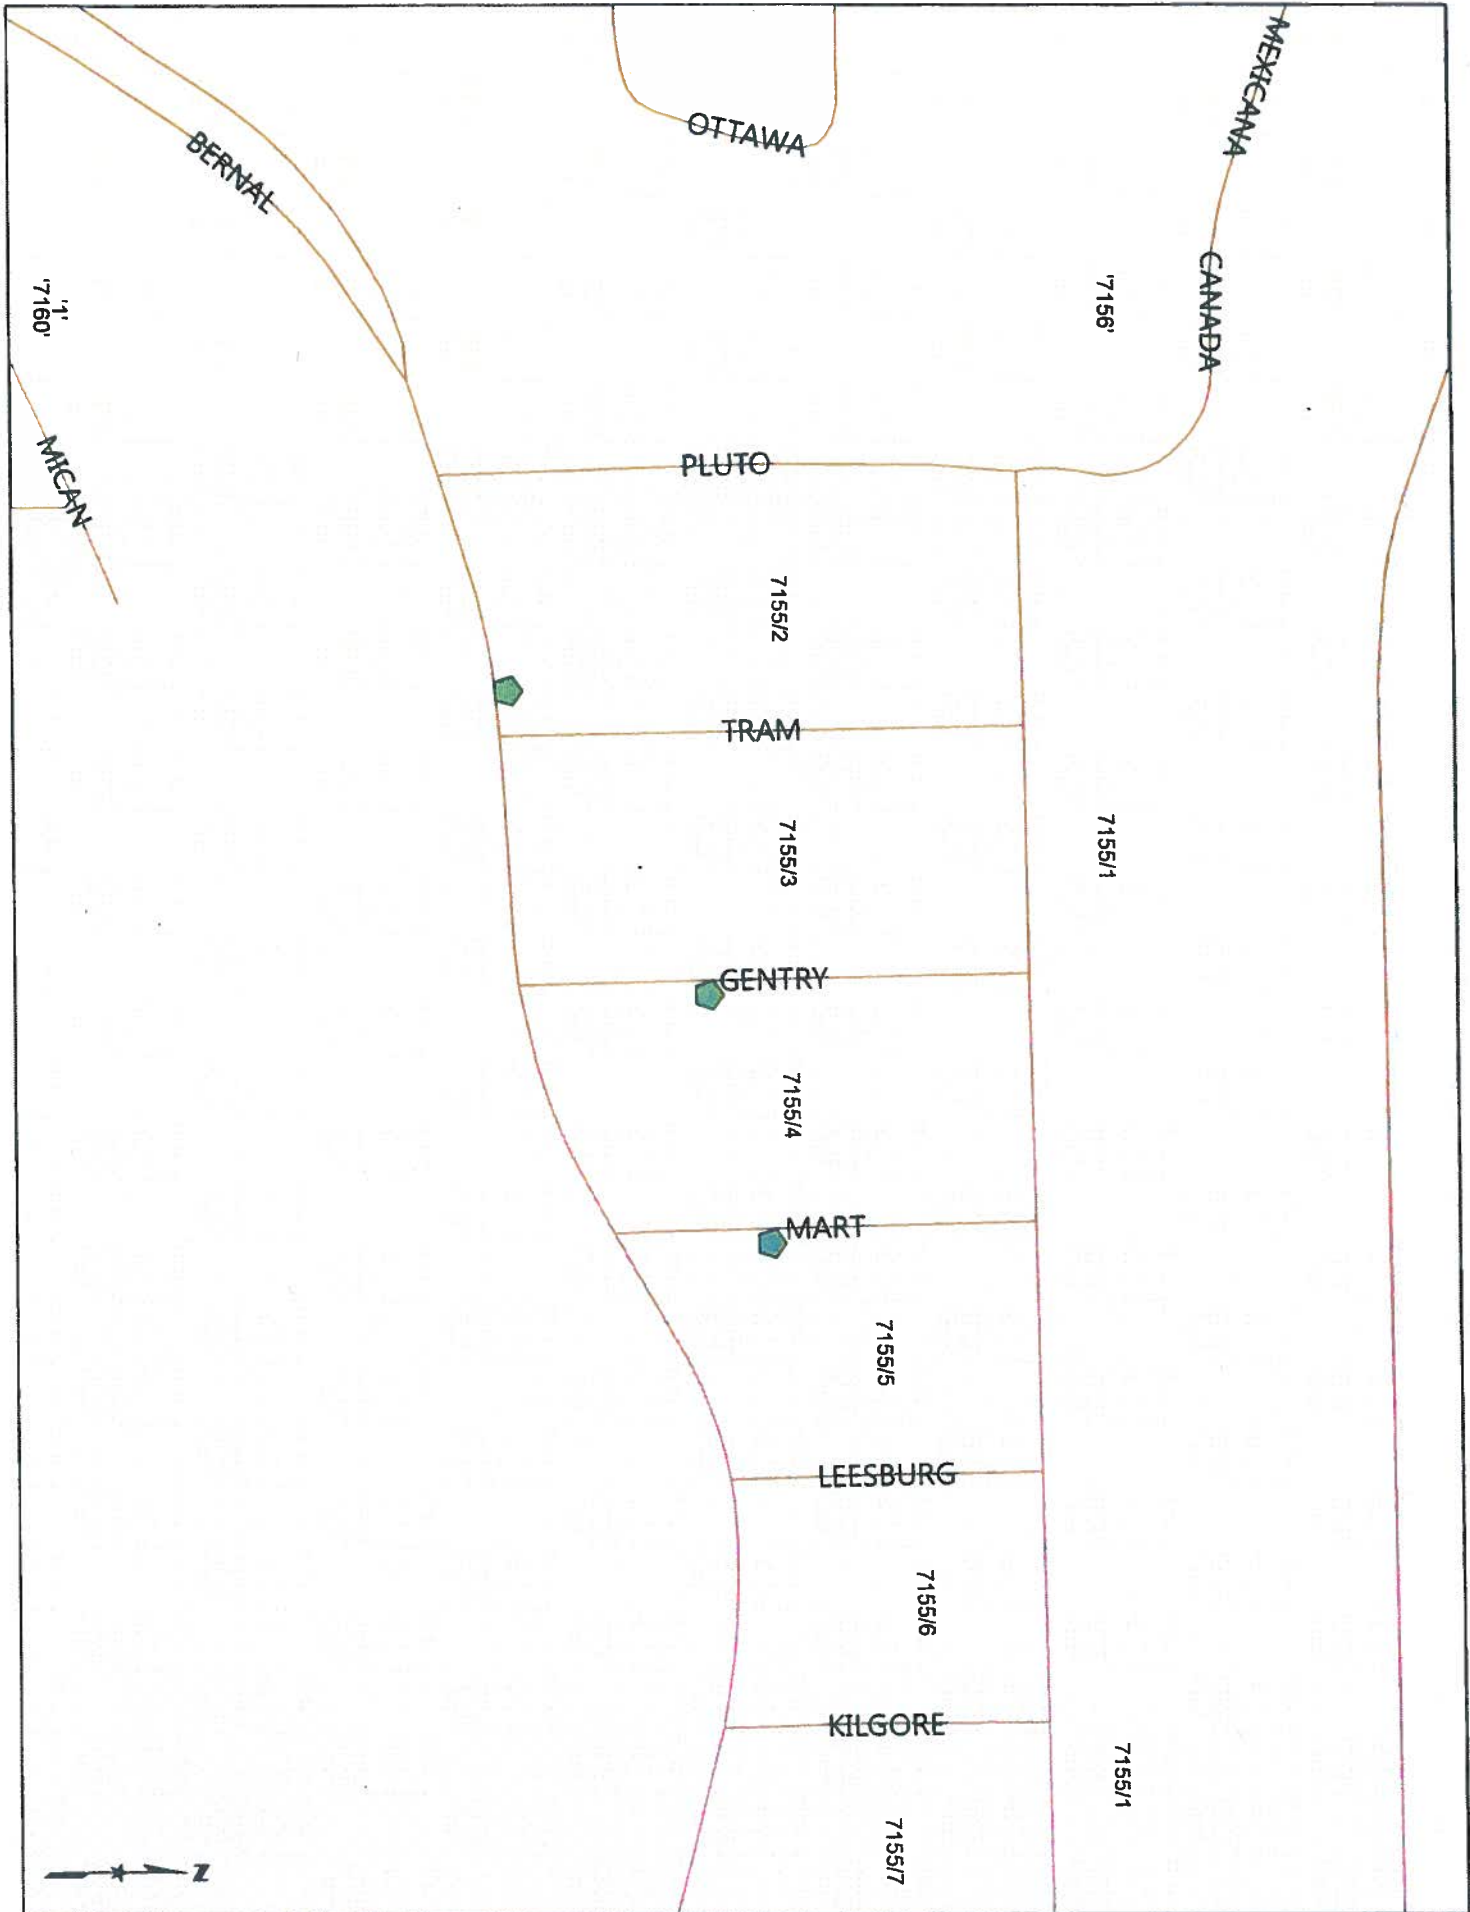 MEXICANA
OTTAWA
BERNAL
CANADA
'7156'
'1'
'7160'
MICAN
PLUTO
7155/2
TRAM
7155/3
7155/1
GENTRY
7155/4
MART
7155/5
LEESBURG
7155/6
KILGORE
7155/1
7155/7
N